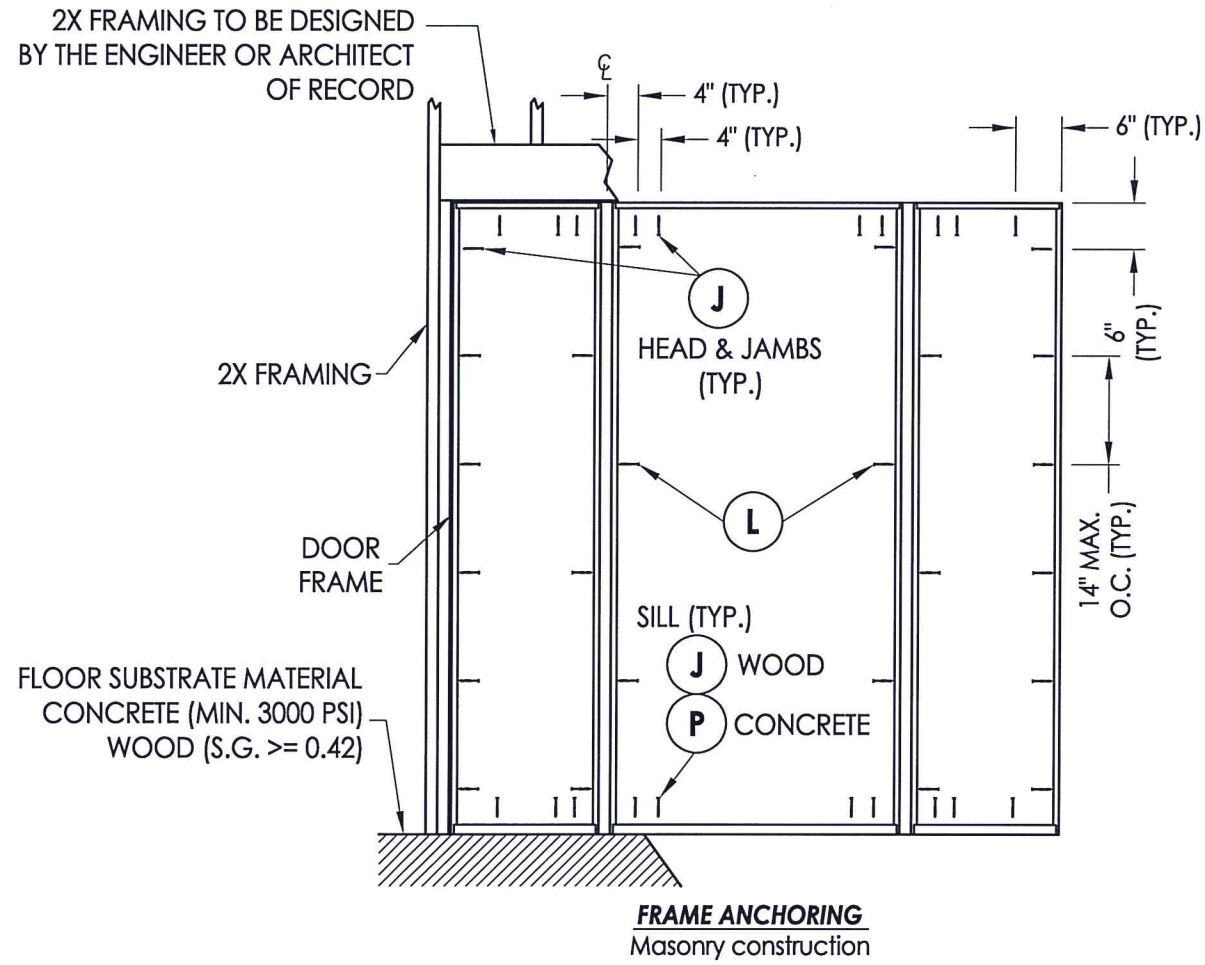 2X FRAMING TO BE DESIGNED
BY THE ENGINEER OR ARCHITECT
OF RECORD
℄
4" (TYP.)
4" (TYP.)
6" (TYP.)
J
HEAD & JAMBS
(TYP.)
6"
(TYP.)
2X FRAMING
L
14" MAX.
O.C. (TYP.)
DOOR
FRAME
SILL (TYP.)
J WOOD
P CONCRETE
FLOOR SUBSTRATE MATERIAL
CONCRETE (MIN. 3000 PSI)
WOOD (S.G. >= 0.42)
FRAME ANCHORING
Masonry construction